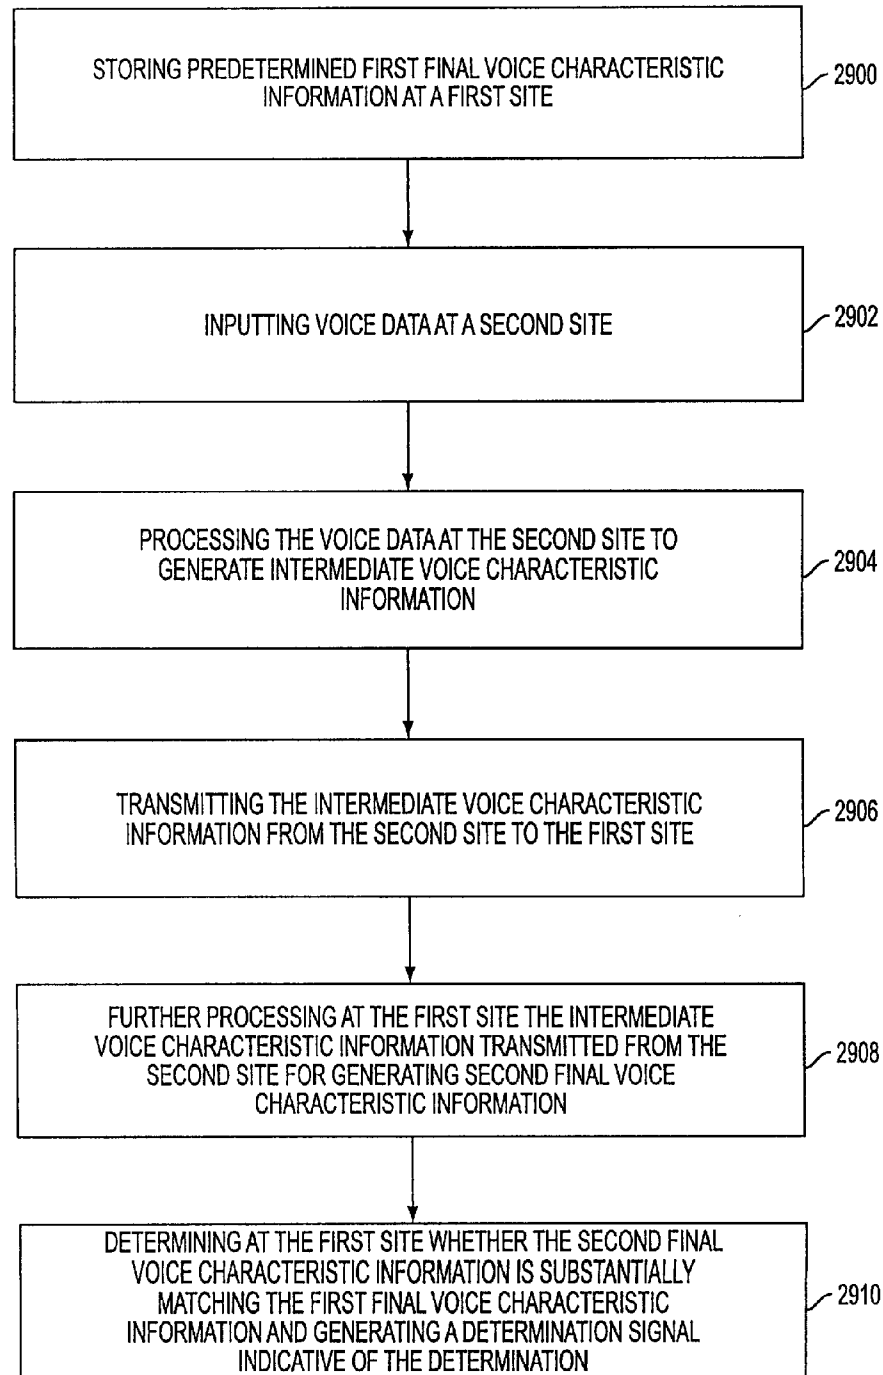 STORING PREDETERMINED FIRST FINAL VOICE CHARACTERISTIC
INFORMATION AT A FIRST SITE
2900
INPUTTING VOICE DATA AT A SECOND SITE
2902
PROCESSING THE VOICE DATA AT THE SECOND SITE TO
GENERATE INTERMEDIATE VOICE CHARACTERISTIC
INFORMATION
2904
TRANSMITTING THE INTERMEDIATE VOICE CHARACTERISTIC
INFORMATION FROM THE SECOND SITE TO THE FIRST SITE
2906
FURTHER PROCESSING AT THE FIRST SITE THE INTERMEDIATE
VOICE CHARACTERISTIC INFORMATION TRANSMITTED FROM THE
SECOND SITE FOR GENERATING SECOND FINAL VOICE
CHARACTERISTIC INFORMATION
2908
DETERMINING AT THE FIRST SITE WHETHER THE SECOND FINAL
VOICE CHARACTERISTIC INFORMATION IS SUBSTANTIALLY
MATCHING THE FIRST FINAL VOICE CHARACTERISTIC
INFORMATION AND GENERATING A DETERMINATION SIGNAL
INDICATIVE OF THE DETERMINATION
2910